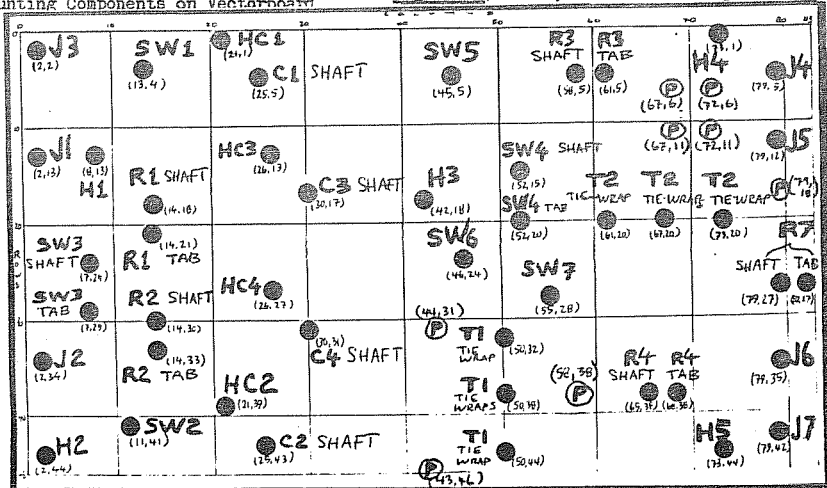 unting Components on Vectorboard
J3
(2,2)
SW1
(13,4)
HC1
(21,1)
C1 SHAFT
(25,5)
SW5
(45,5)
R3
SHAFT
(58,5)
R3
TAB
(61,5)
(73,1)
H4
J4
(79,5)
P
(67,6)
P
(72,6)
J1
(2,13)
(8,13)
H1
R1 SHAFT
(14,18)
HC3
(26,13)
C3 SHAFT
(30,17)
H3
(42,18)
SW4 SHAFT
(52,15)
SW4 TAB
(52,20)
P
(67,11)
P
(72,11)
J5
(79,12)
T2
TIE-WRAP
(61,20)
T2
TIE-WRAP
(67,20)
T2
TIE WRAP
(73,20)
P
(79,18)
SW3
SHAFT
(7,24)
(14,21)
R1 TAB
SW6
(46,24)
R7
SHAFT
(79,27)
TAB
HC4
(26,27)
SW7
(55,28)
SW3
TAB
(7,29)
R2 SHAFT
(14,30)
(44,31)
P
(30,31)
C4 SHAFT
T1
TIE
WRAP
(50,32)
J2
(2,34)
(14,33)
R2 TAB
J6
(79,35)
HC2
(21,39)
T1
TIE
WRAPS
(50,38)
(58,38)
P
R4
SHAFT
R4
TAB
SW2
(11,41)
H2
(2,44)
C2 SHAFT
(25,43)
T1
TIE
WRAP
(50,44)
P
(43,46)
H5
(73,44)
J7
(79,42)